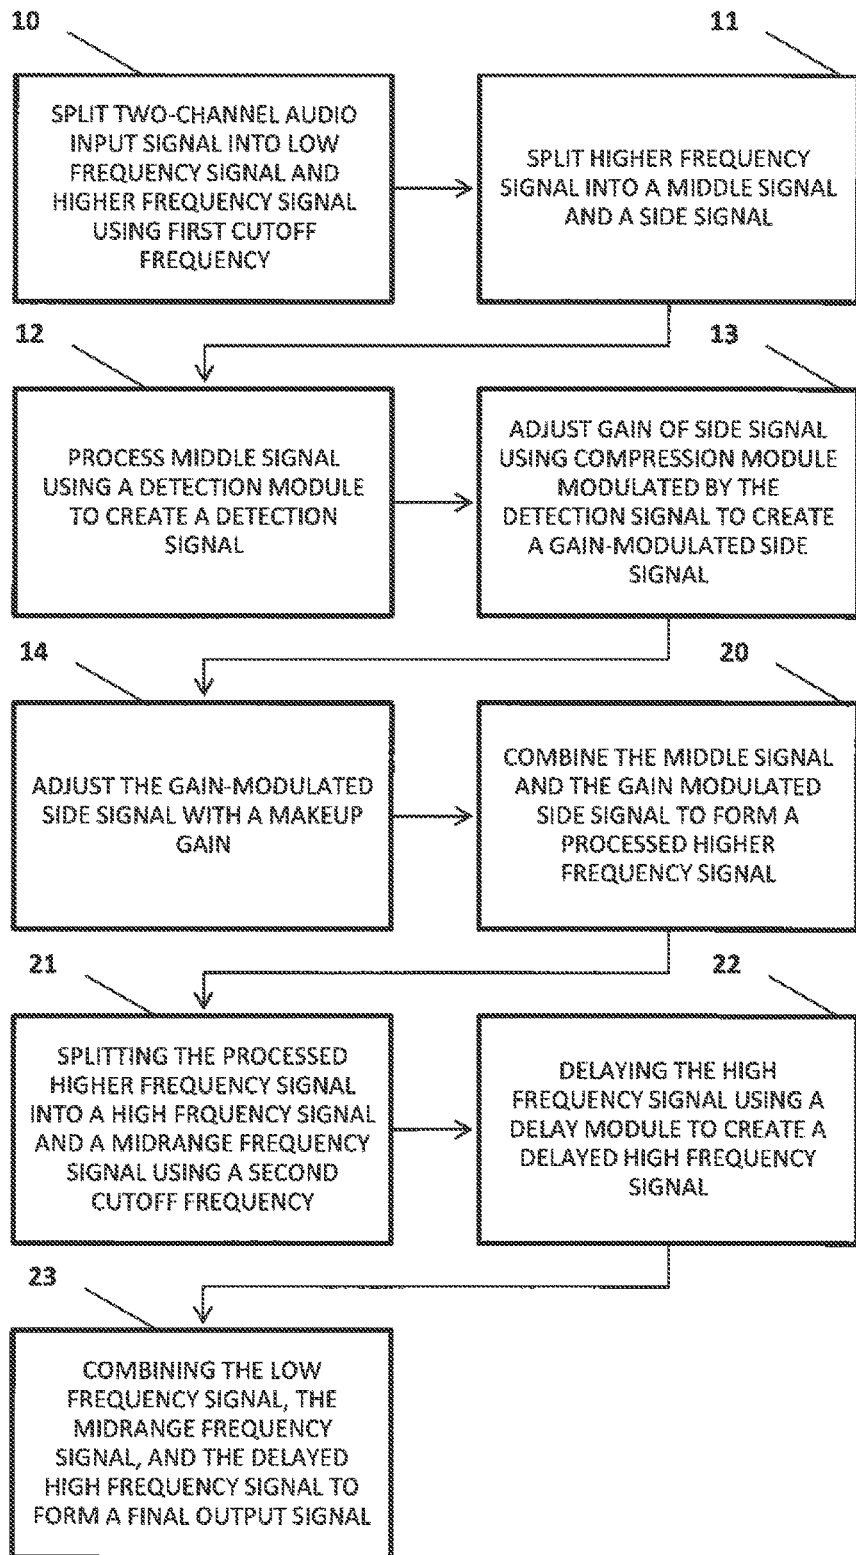 10
11
SPLIT TWO-CHANNEL AUDIO
INPUT SIGNAL INTO LOW
FREQUENCY SIGNAL AND
HIGHER FREQUENCY SIGNAL
USING FIRST CUTOFF
FREQUENCY
SPLIT HIGHER FREQUENCY
SIGNAL INTO A MIDDLE SIGNAL
AND A SIDE SIGNAL
12
13
PROCESS MIDDLE SIGNAL
USING A DETECTION MODULE
TO CREATE A DETECTION
SIGNAL
ADJUST GAIN OF SIDE SIGNAL
USING COMPRESSION MODULE
MODULATED BY THE
DETECTION SIGNAL TO CREATE
A GAIN-MODULATED SIDE
SIGNAL
14
20
ADJUST THE GAIN-MODULATED
SIDE SIGNAL WITH A MAKEUP
GAIN
COMBINE THE MIDDLE SIGNAL
AND THE GAIN MODULATED
SIDE SIGNAL TO FORM A
PROCESSED HIGHER
FREQUENCY SIGNAL
21
22
SPLITTING THE PROCESSED
HIGHER FREQUENCY SIGNAL
INTO A HIGH FRQUENCY SIGNAL
AND A MIDRANGE FREQUENCY
SIGNAL USING A SECOND
CUTOFF FREQUENCY
DELAYING THE HIGH
FREQUENCY SIGNAL USING A
DELAY MODULE TO CREATE A
DELAYED HIGH FREQUENCY
SIGNAL
23
COMBINING THE LOW
FREQUENCY SIGNAL, THE
MIDRANGE FREQUENCY
SIGNAL, AND THE DELAYED
HIGH FREQUENCY SIGNAL TO
FORM A FINAL OUTPUT SIGNAL